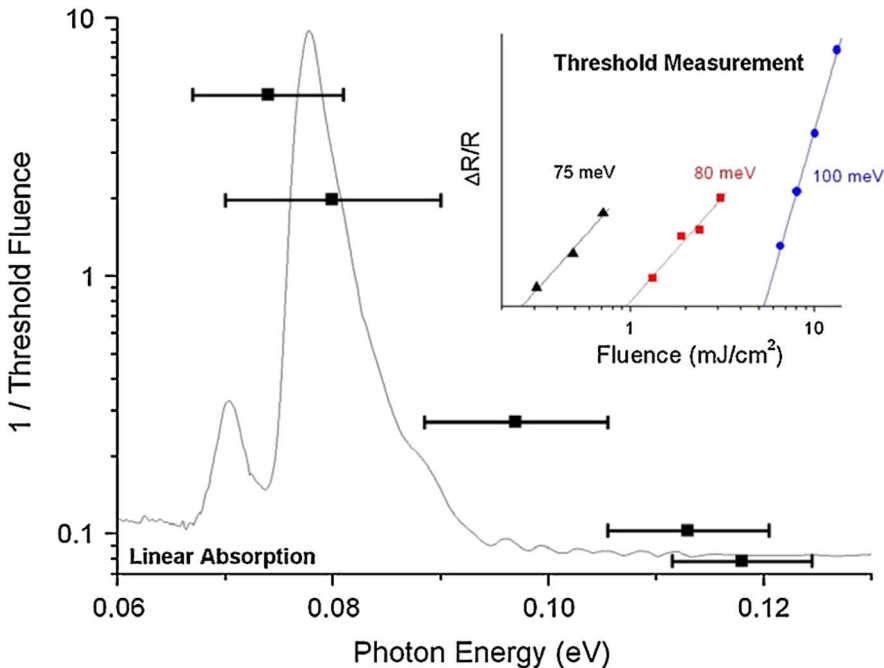 10
1
0.1
1 / Threshold Fluence
Linear Absorption
0.06
0.08
0.10
0.12
Photon Energy (eV)
Threshold Measurement
ΔR/R
75 meV
80 meV
100 meV
1
10
Fluence (mJ/cm²)